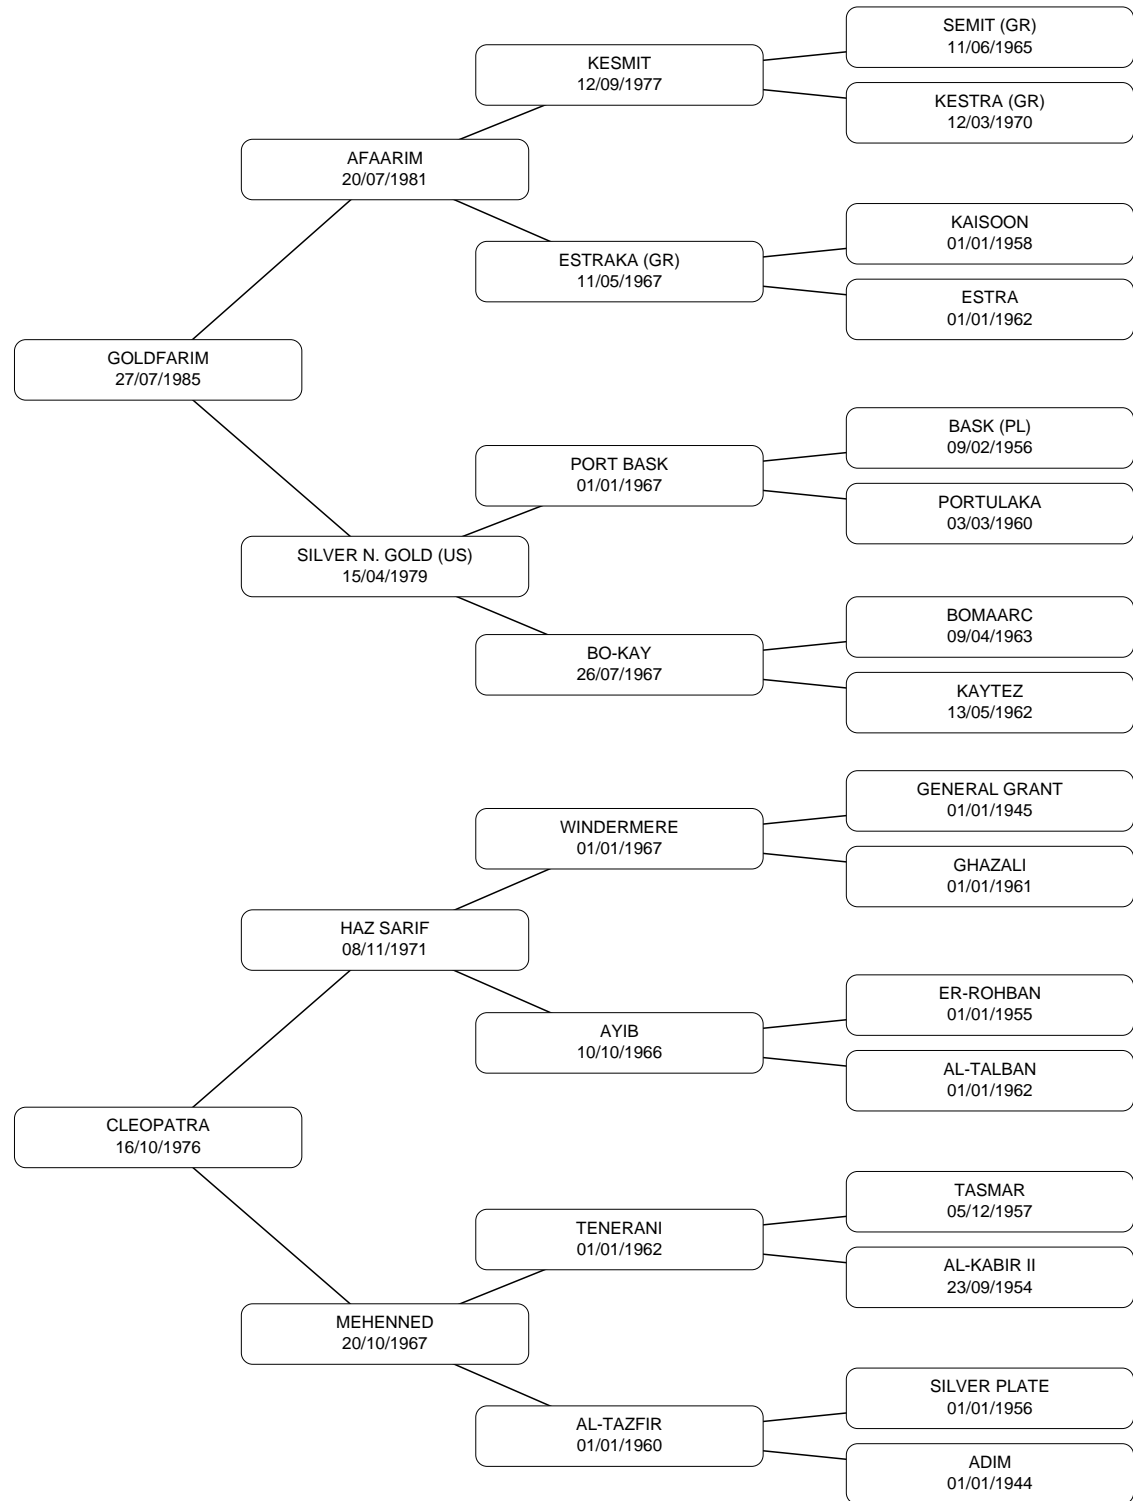 SEMIT (GR)
11/06/1965
KESMIT
12/09/1977
KESTRA (GR)
12/03/1970
AFAARIM
20/07/1981
KAISOON
01/01/1958
ESTRAKA (GR)
11/05/1967
ESTRA
01/01/1962
GOLDFARIM
27/07/1985
BASK (PL)
09/02/1956
PORT BASK
01/01/1967
PORTULAKA
03/03/1960
SILVER N. GOLD (US)
15/04/1979
BOMAARC
09/04/1963
BO-KAY
26/07/1967
KAYTEZ
13/05/1962
GENERAL GRANT
01/01/1945
WINDERMERE
01/01/1967
GHAZALI
01/01/1961
HAZ SARIF
08/11/1971
ER-ROHBAN
01/01/1955
AYIB
10/10/1966
AL-TALBAN
01/01/1962
CLEOPATRA
16/10/1976
TASMAR
05/12/1957
TENERANI
01/01/1962
AL-KABIR II
23/09/1954
MEHENNED
20/10/1967
SILVER PLATE
01/01/1956
AL-TAZFIR
01/01/1960
ADIM
01/01/1944